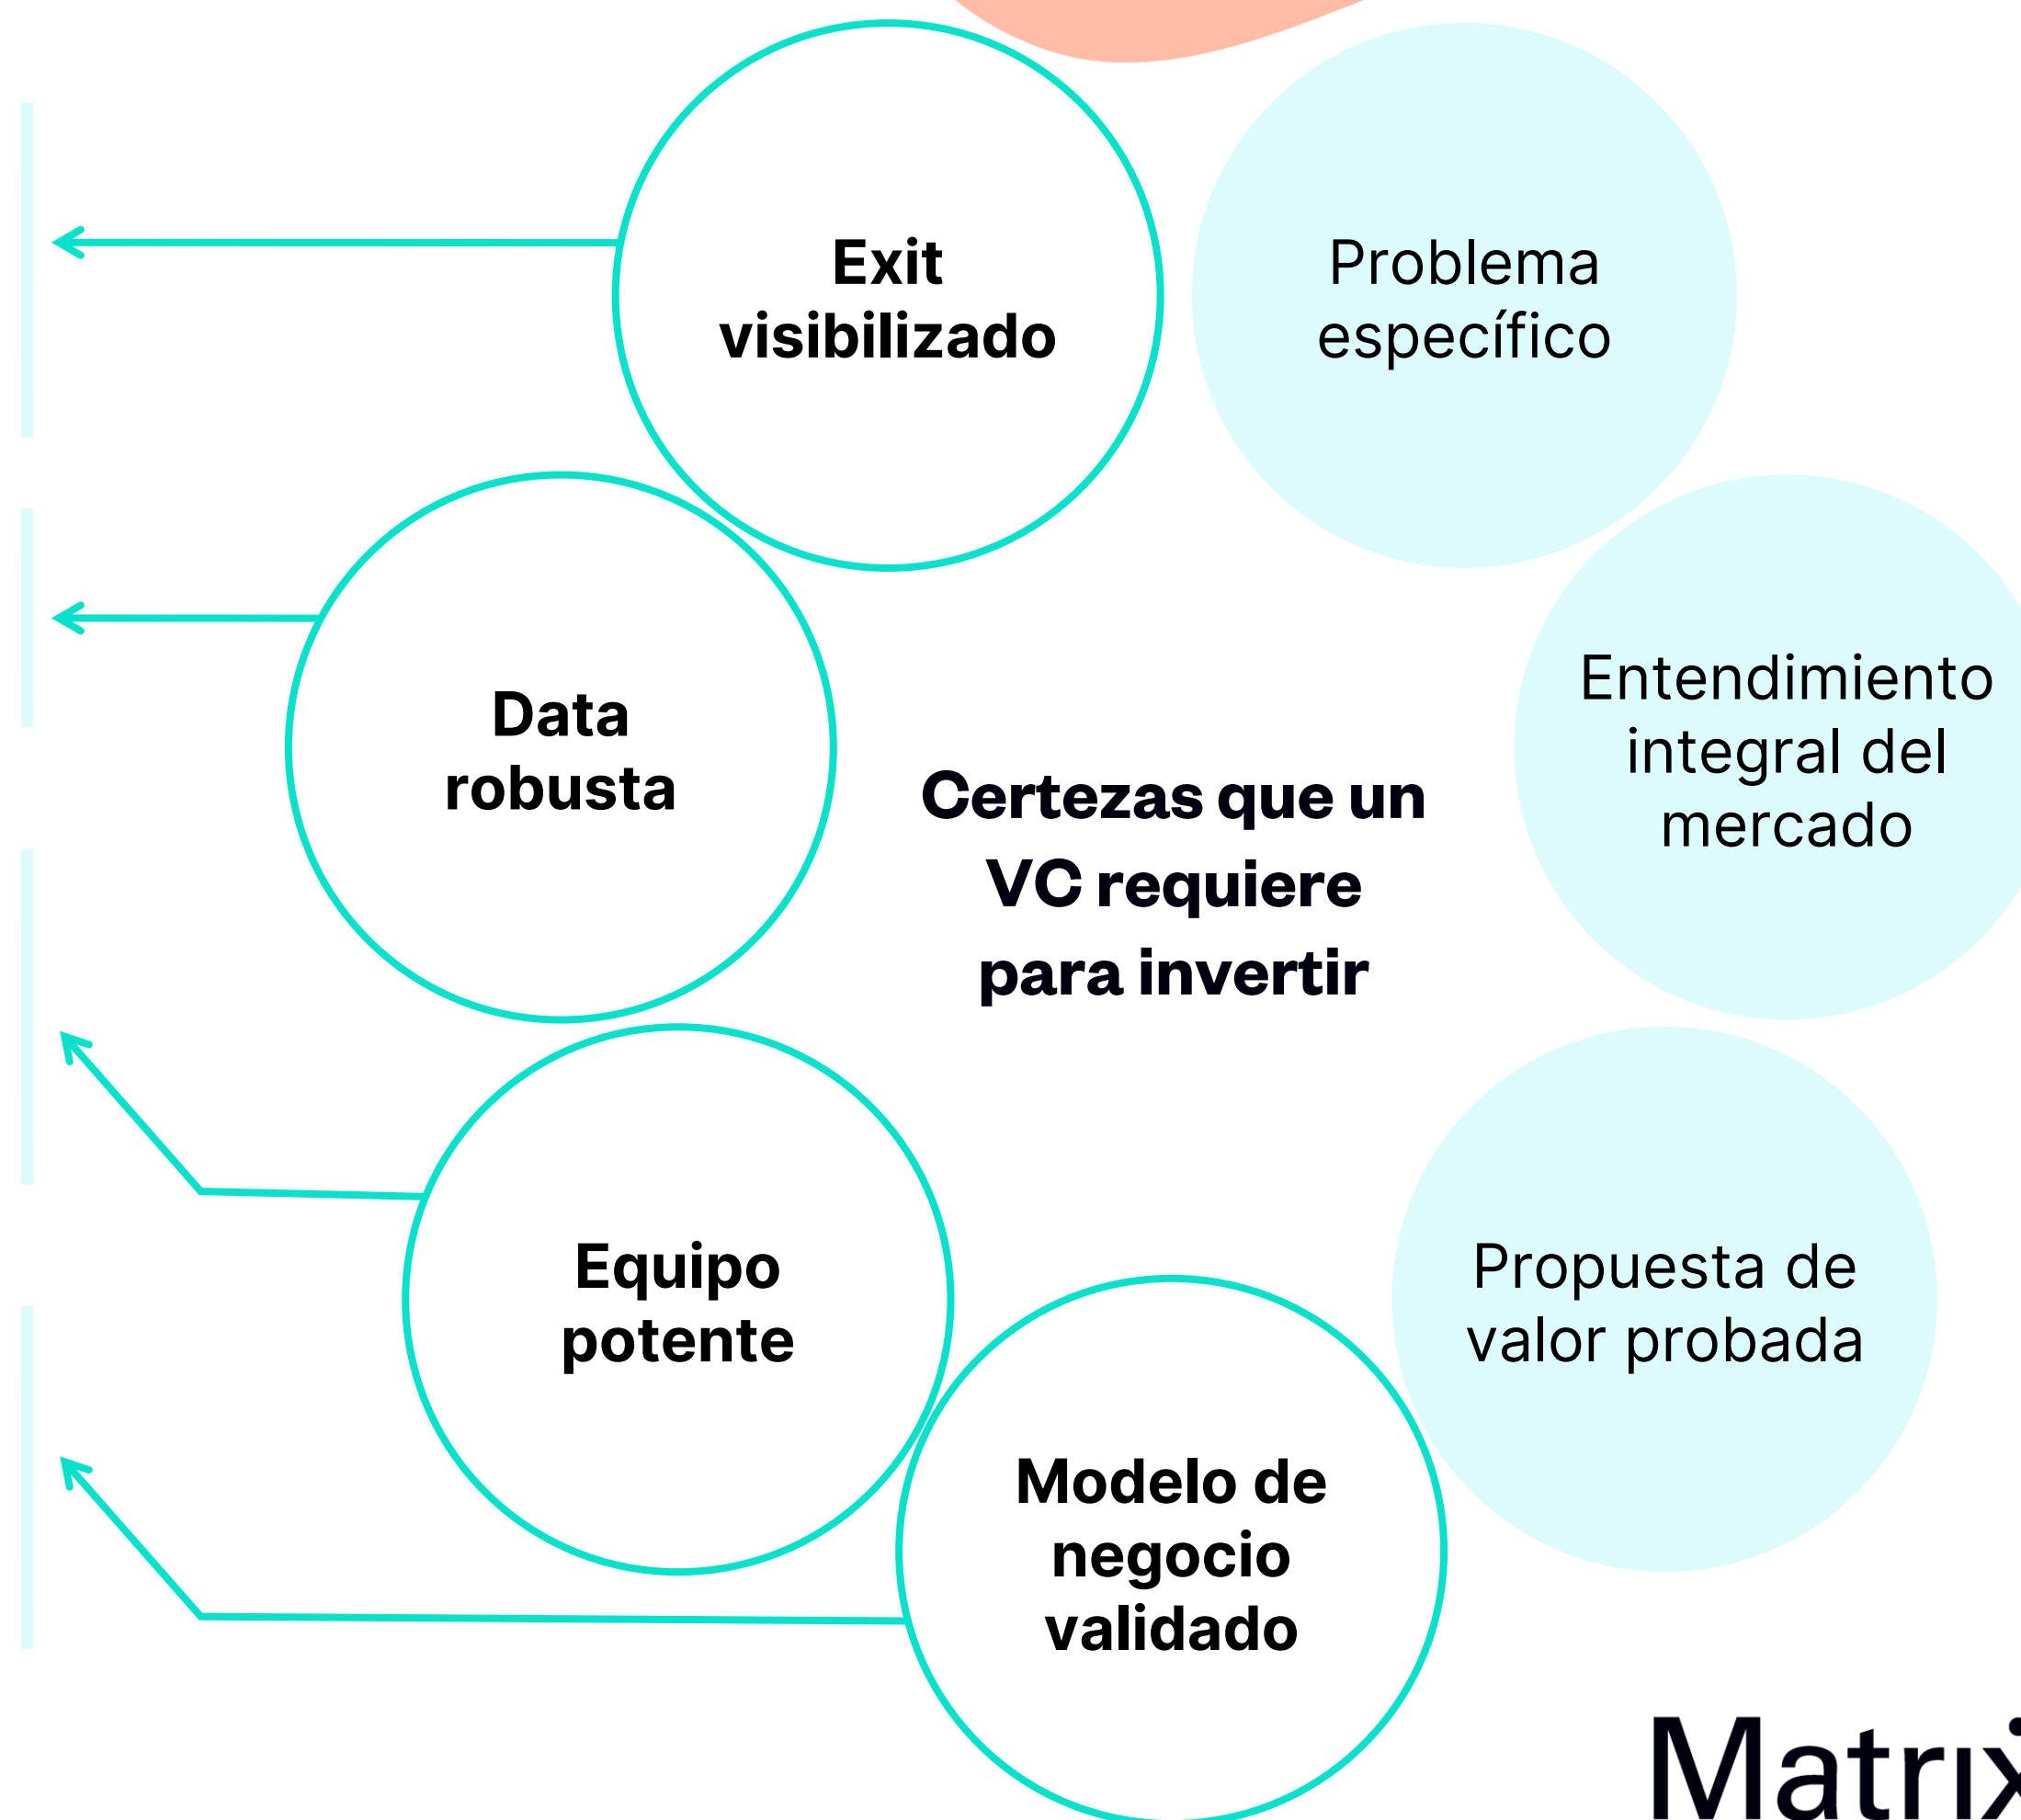 Exit
visibilizado
Problema
específico
Data
robusta
Entendimiento
integral del
mercado
Certezas que un
VC requiere
para invertir
Equipo
potente
Propuesta de
valor probada
Modelo de
negocio
validado
Matrix